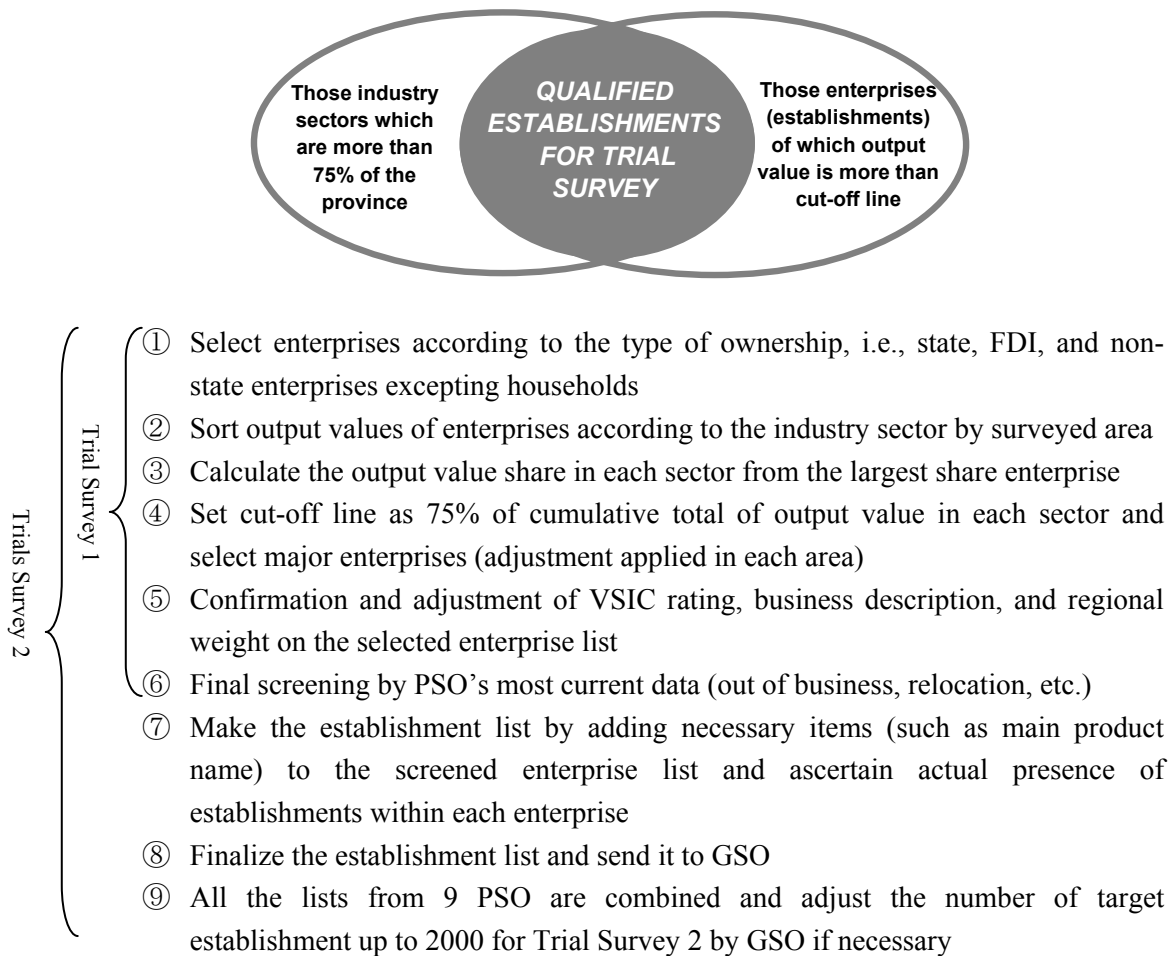 Those industry
sectors which
are more than
75% of the
province
QUALIFIED
ESTABLISHMENTS
FOR TRIAL
SURVEY
Those enterprises
(establishments)
of which output
value is more than
cut-off line
Trials Survey 2
Trial Survey 1
① Select enterprises according to the type of ownership, i.e., state, FDI, and non-
state enterprises excepting households
② Sort output values of enterprises according to the industry sector by surveyed area
③ Calculate the output value share in each sector from the largest share enterprise
④ Set cut-off line as 75% of cumulative total of output value in each sector and
select major enterprises (adjustment applied in each area)
⑤ Confirmation and adjustment of VSIC rating, business description, and regional
weight on the selected enterprise list
⑥ Final screening by PSO’s most current data (out of business, relocation, etc.)
⑦ Make the establishment list by adding necessary items (such as main product
name) to the screened enterprise list and ascertain actual presence of
establishments within each enterprise
⑧ Finalize the establishment list and send it to GSO
⑨ All the lists from 9 PSO are combined and adjust the number of target
establishment up to 2000 for Trial Survey 2 by GSO if necessary